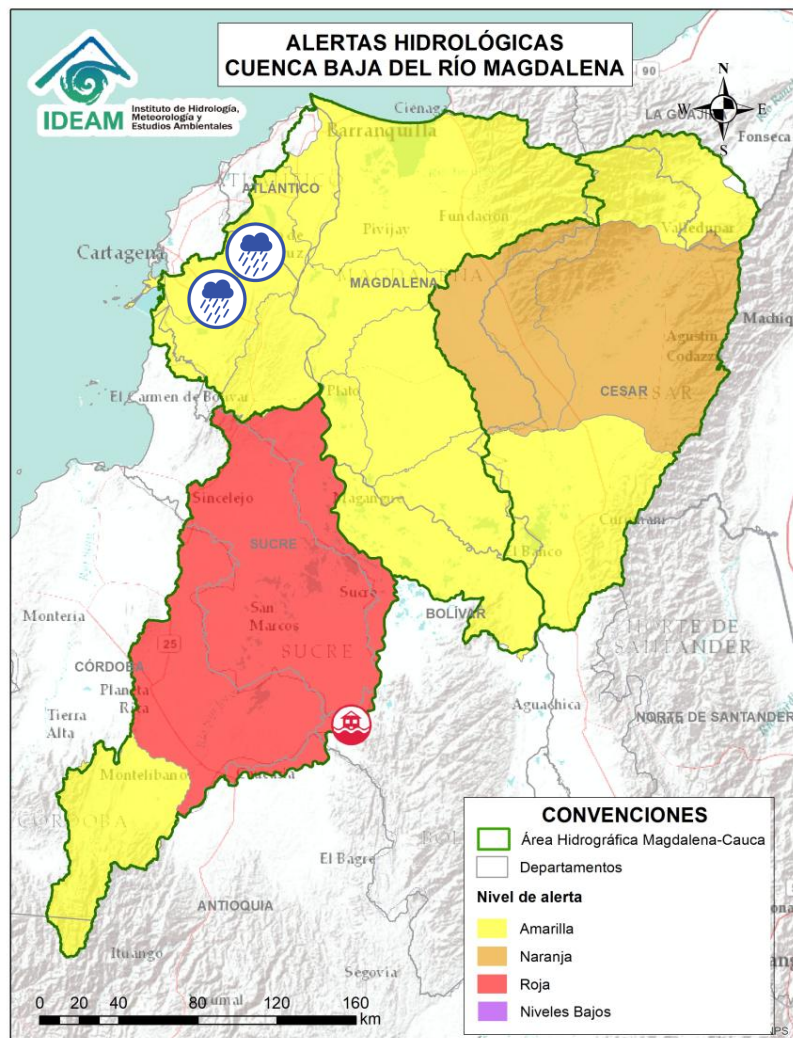 ALERTAS HIDROLÓGICAS
CUENCA BAJA DEL RÍO MAGDALENA
IDEAM
Instituto de Hidrología,
Meteorología y
Estudios Ambientales
N
W E
S
90
Ciénaga
LA GUAJIRA
Barranquilla
Fonseca
ATLÁNTICO
Valledupar
Fundación
Pivijay
Cartagena
MAGDALENA
MAGDALENA
Machiq
Agustín
Codazzi
CESAR
El Carmen de Bolívar
Plato
Sincelejo
Magangué
SUCRE
El Banco
Sucre
BOLÍVAR
San
Marcos
Montería
NORTE DE
SANTANDER
25
SUCRE
CÓRDOBA
Planeta
Rica
Aguachica
Tierra
Alta
NORTE DE SANTANDER
Montelíbano
CÓRDOBA
El Bagre
ANTIOQUIA
Ituango
Segovia
CONVENCIONES
Área Hidrográfica Magdalena-Cauca
Departamentos
Nivel de alerta
Amarilla
Naranja
Roja
Niveles Bajos
0 20 40 80 120 160
km